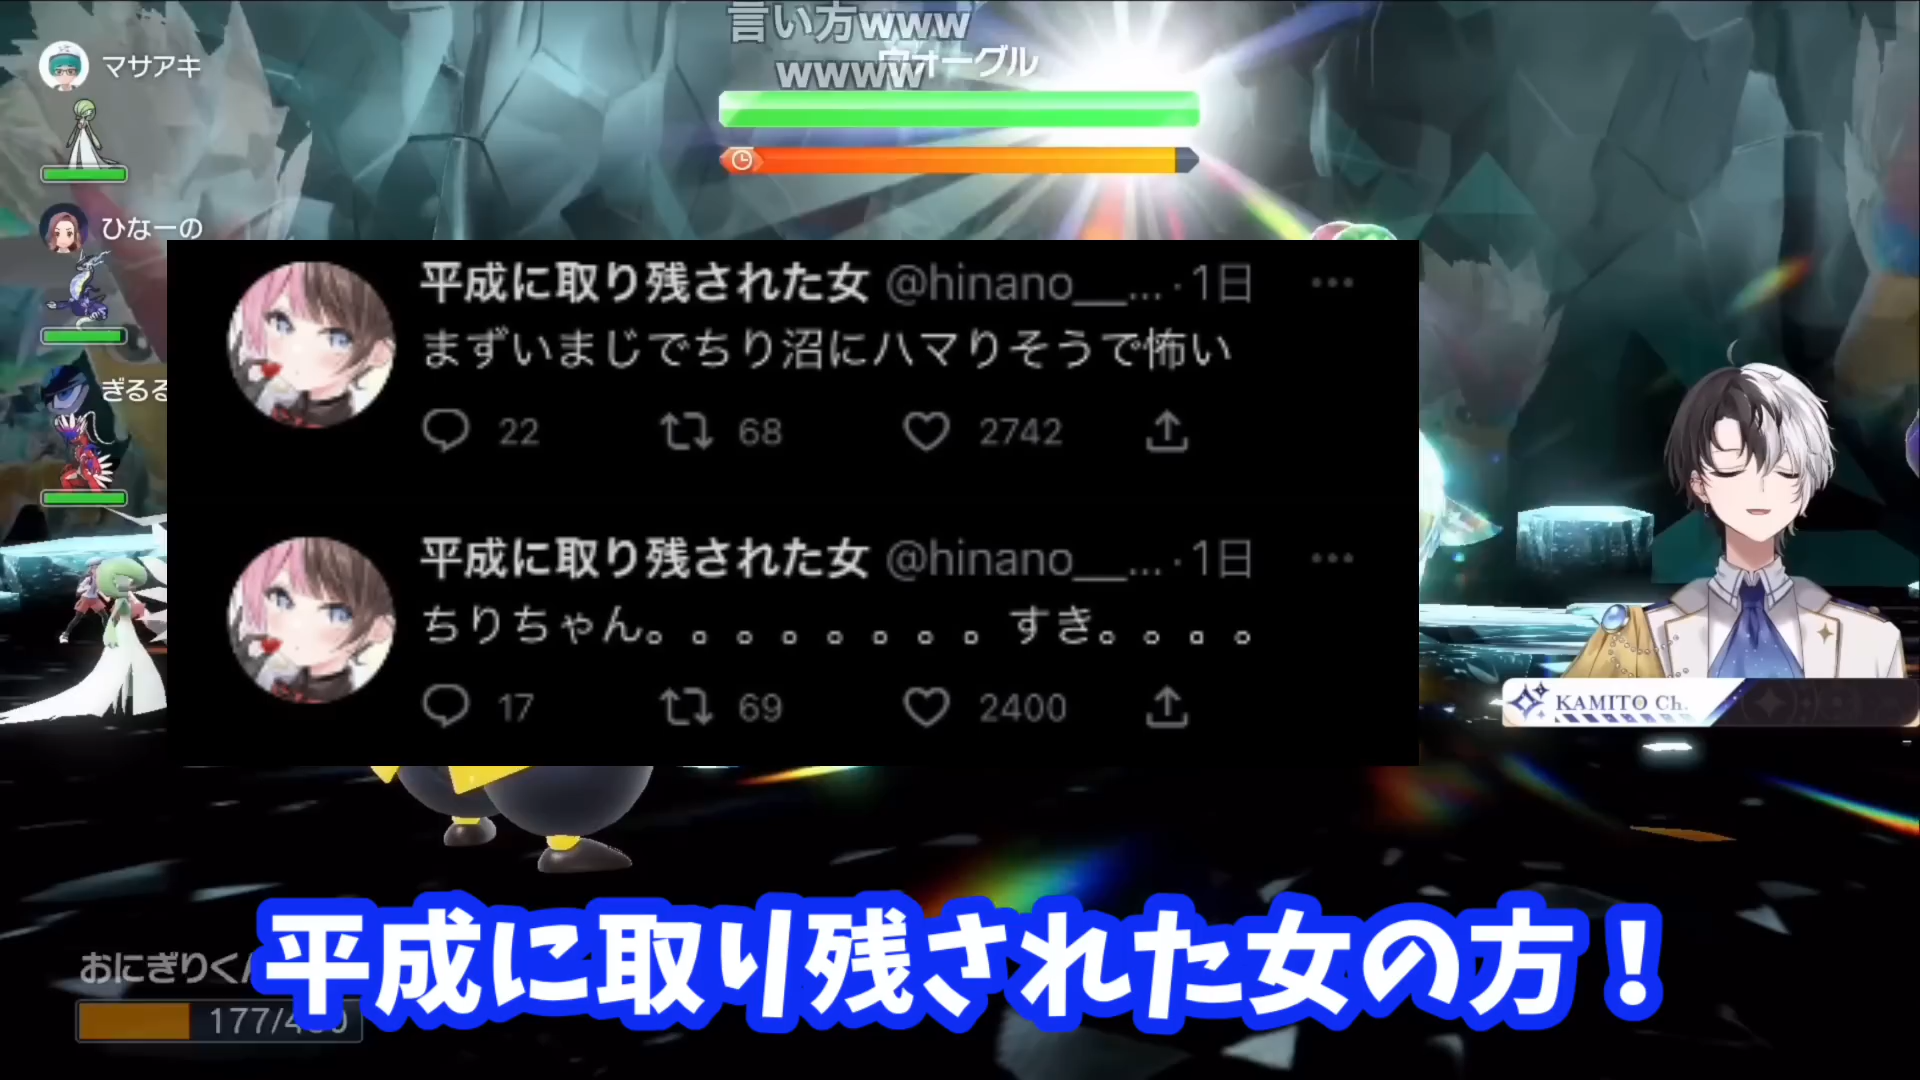 言い方www
wwww
ウォーグル
マサアキ
ひなーの
ぎるる
平成に取り残された女 @hinano__... · 1日
まずいまじでちり沼にハマりそうで怖い
22 68 2742
平成に取り残された女 @hinano__... · 1日
ちりちゃん。。。。。。。。すき。。。。
17 69 2400
KAMITO Ch.
平成に取り残された女の方！
おにぎりくん
177/